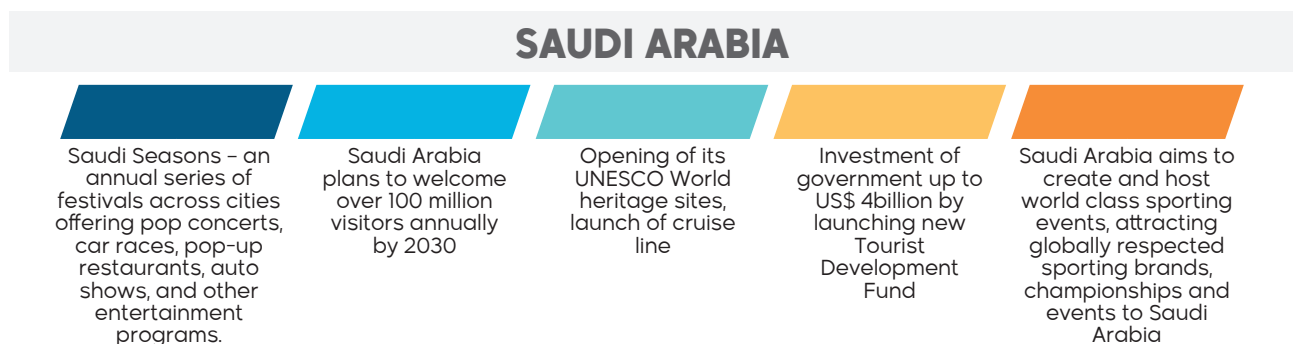 SAUDI ARABIA
Saudi Seasons – an
annual series of
festivals across cities
offering pop concerts,
car races, pop-up
restaurants, auto
shows, and other
entertainment
programs.
Saudi Arabia
plans to welcome
over 100 million
visitors annually
by 2030
Opening of its
UNESCO World
heritage sites,
launch of cruise
line
Investment of
government up to
US$ 4billion by
launching new
Tourist
Development
Fund
Saudi Arabia aims to
create and host
world class sporting
events, attracting
globally respected
sporting brands,
championships and
events to Saudi
Arabia